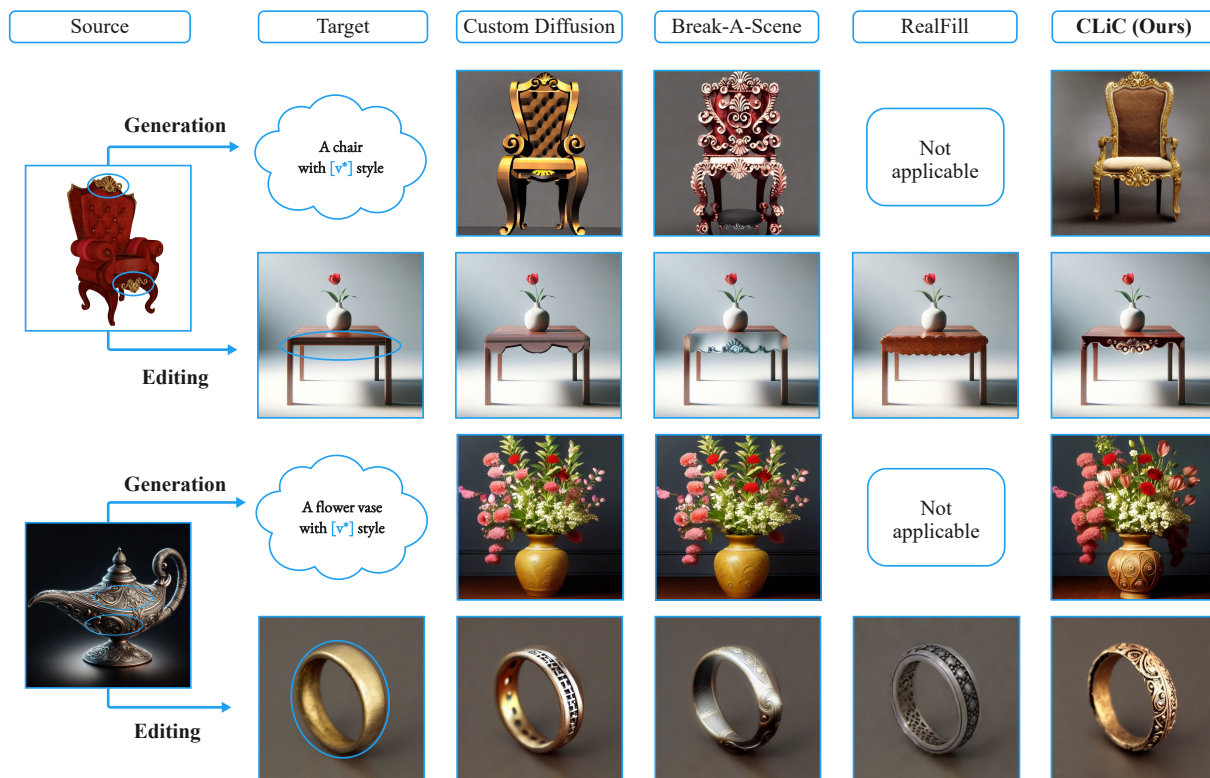 Source
Target
Custom Diffusion
Break-A-Scene
RealFill
CLiC (Ours)
Generation
A chair
with [v*] style
Not
applicable
Editing
Generation
A flower vase
with [v*] style
Not
applicable
Editing